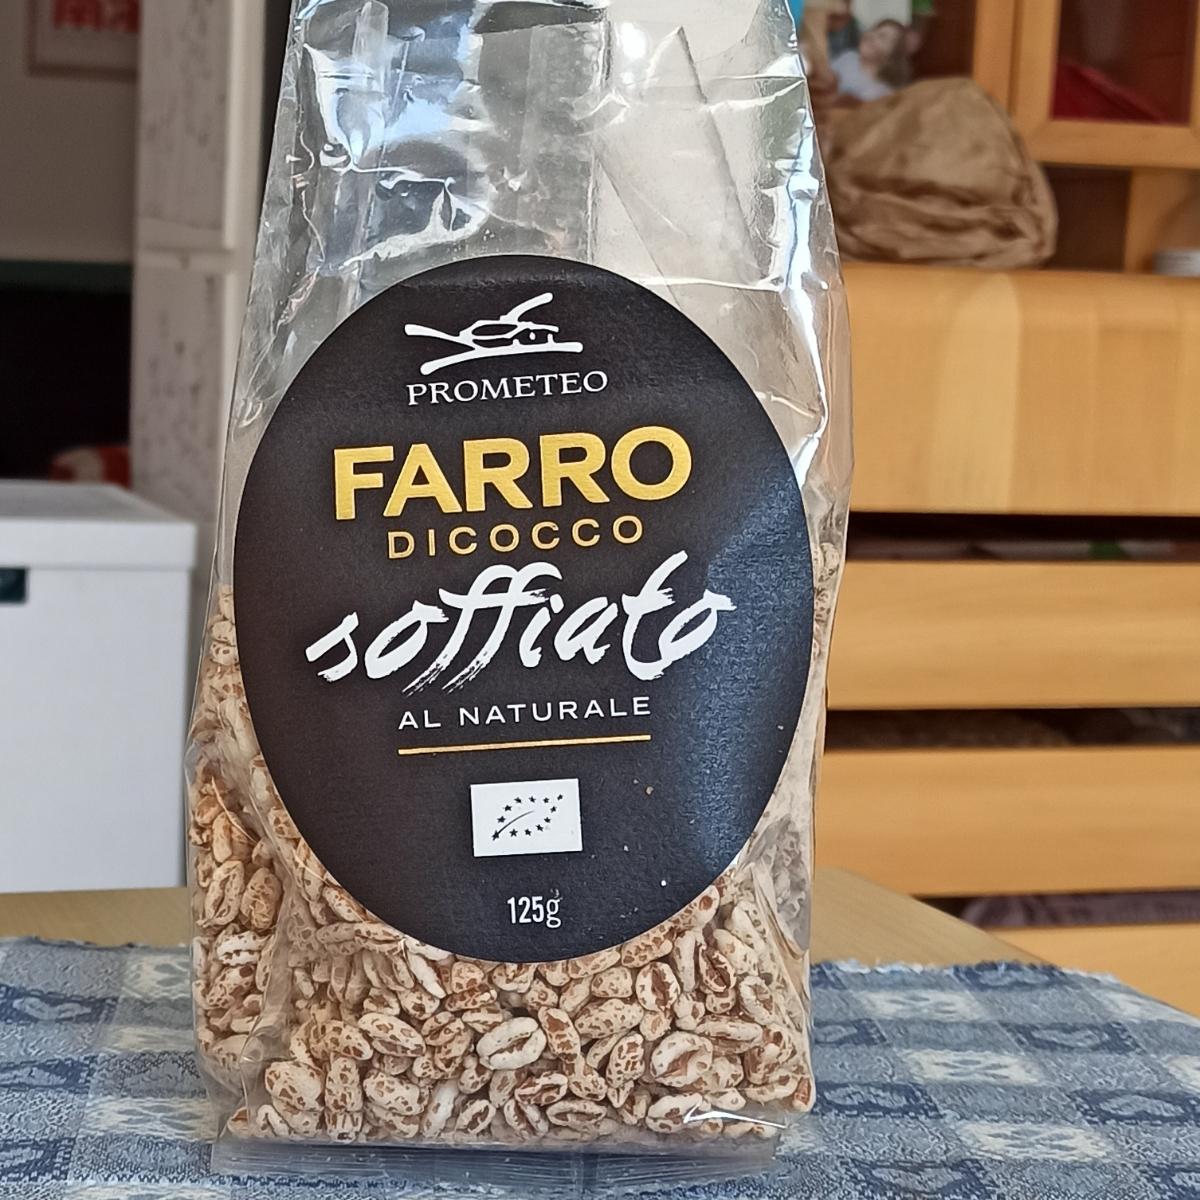 PROMETEO
FARRO
DICOCCO
soffiato
AL NATURALE
125g